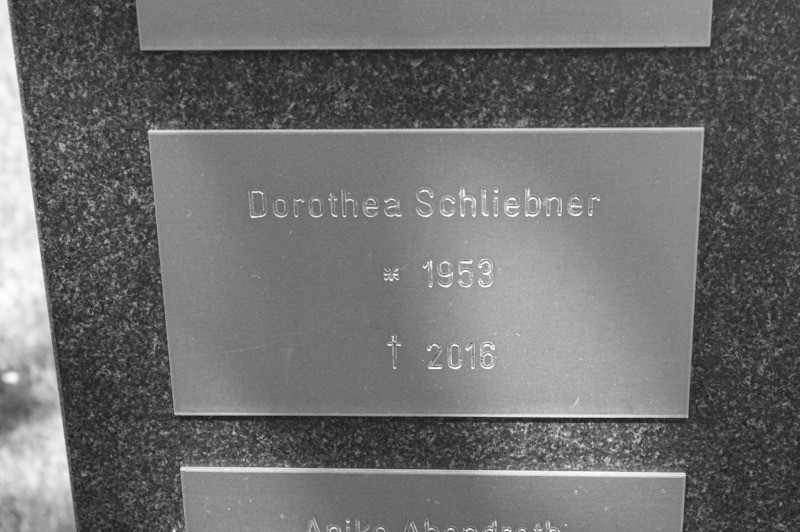 Dorothea Schliebner
* 1953
† 2016